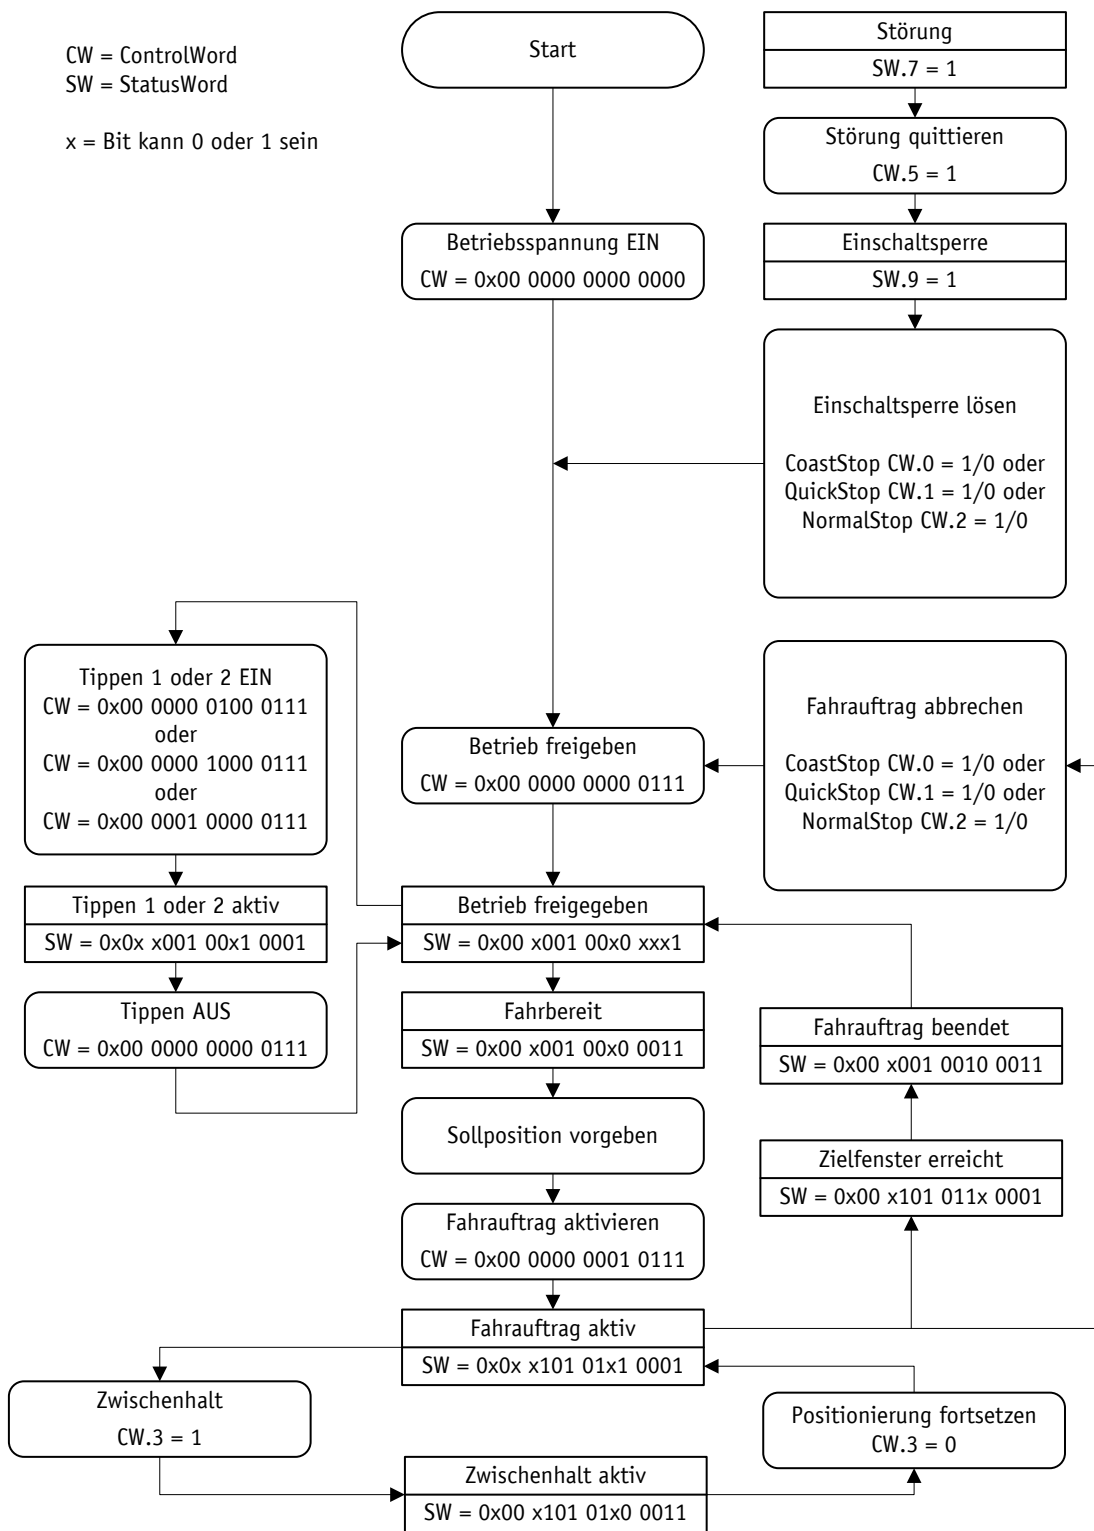 CW = ControlWord
SW = StatusWord
x = Bit kann 0 oder 1 sein
Start
Störung
SW.7 = 1
Störung quittieren
CW.5 = 1
Betriebsspannung EIN
CW = 0x00 0000 0000 0000
Einschaltsperre
SW.9 = 1
Einschaltsperre lösen
CoastStop CW.0 = 1/0 oder
QuickStop CW.1 = 1/0 oder
NormalStop CW.2 = 1/0
Tippen 1 oder 2 EIN
CW = 0x00 0000 0100 0111
oder
CW = 0x00 0000 1000 0111
oder
CW = 0x00 0001 0000 0111
Betrieb freigeben
CW = 0x00 0000 0000 0111
Fahrauftrag abbrechen
CoastStop CW.0 = 1/0 oder
QuickStop CW.1 = 1/0 oder
NormalStop CW.2 = 1/0
Tippen 1 oder 2 aktiv
SW = 0x0x x001 00x1 0001
Betrieb freigegeben
SW = 0x00 x001 00x0 xxx1
Tippen AUS
CW = 0x00 0000 0000 0111
Fahrbereit
SW = 0x00 x001 00x0 0011
Fahrauftrag beendet
SW = 0x00 x001 0010 0011
Sollposition vorgeben
Zielfenster erreicht
SW = 0x00 x101 011x 0001
Fahrauftrag aktivieren
CW = 0x00 0000 0001 0111
Fahrauftrag aktiv
SW = 0x0x x101 01x1 0001
Zwischenhalt
CW.3 = 1
Positionierung fortsetzen
CW.3 = 0
Zwischenhalt aktiv
SW = 0x00 x101 01x0 0011